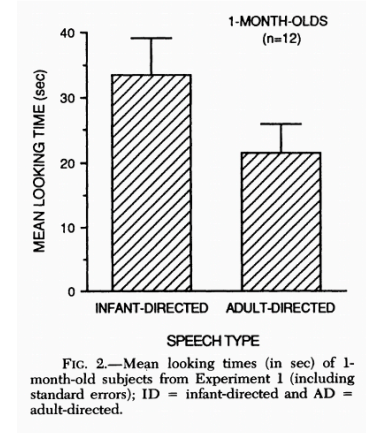 1-MONTH-OLDS
(n=12)
MEAN LOOKING TIME (sec)
40
30
20
10
0
INFANT-DIRECTED ADULT-DIRECTED
SPEECH TYPE
FIG. 2.—Mean looking times (in sec) of 1-
month-old subjects from Experiment 1 (including
standard errors); ID = infant-directed and AD =
adult-directed.